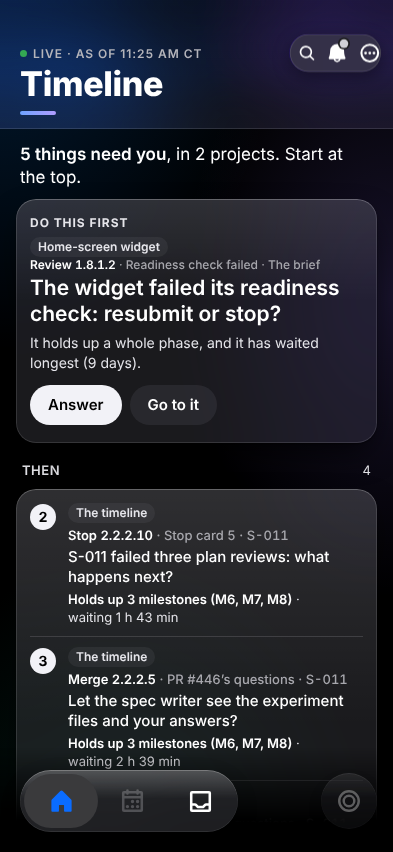 LIVE · AS OF 11:25 AM CT
Timeline
5 things need you, in 2 projects. Start at
the top.
DO THIS FIRST
Home-screen widget
Review 1.8.1.2 · Readiness check failed · The brief
The widget failed its readiness
check: resubmit or stop?
It holds up a whole phase, and it has waited
longest (9 days).
Answer
Go to it
THEN
4
2
The timeline
Stop 2.2.2.10 · Stop card 5 · S-011
S-011 failed three plan reviews: what
happens next?
Holds up 3 milestones (M6, M7, M8) ·
waiting 1 h 43 min
3
The timeline
Merge 2.2.2.5 · PR #446’s questions · S-011
Let the spec writer see the experiment
files and your answers?
Holds up 3 milestones (M6, M7, M8) ·
waiting 2 h 39 min